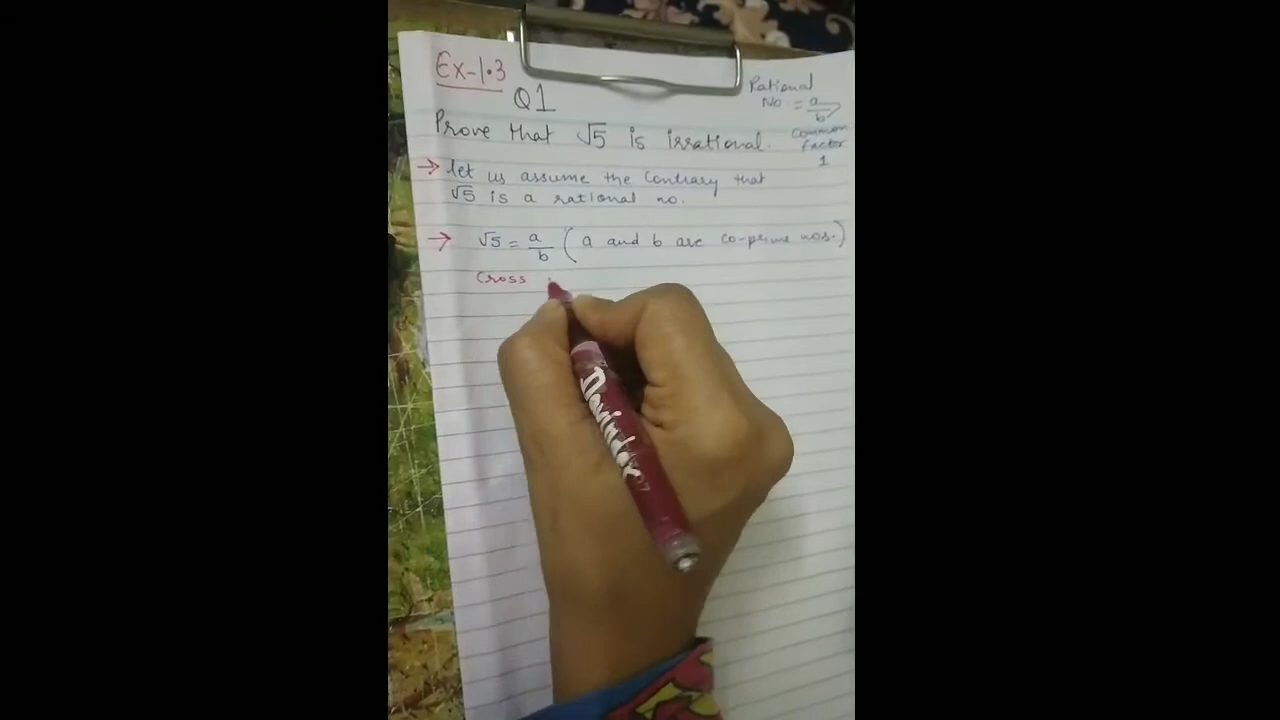 Ex-1.3
Q1
Prove that √5 is irrational.
Rational
No = a/b
Common
factor
1
→ let us assume the contrary that
√5 is a rational no.
→ √5 = a/b (a and b are co-prime nos.)
Cross
Davinder